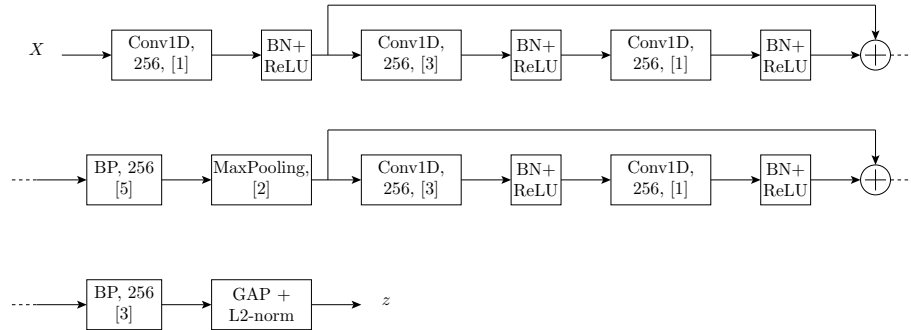 X
Conv1D,
256, [1]
BN+
ReLU
Conv1D,
256, [3]
BN+
ReLU
Conv1D,
256, [1]
BN+
ReLU
BP, 256
[5]
MaxPooling,
[2]
Conv1D,
256, [3]
BN+
ReLU
Conv1D,
256, [1]
BN+
ReLU
BP, 256
[3]
GAP +
L2-norm
z